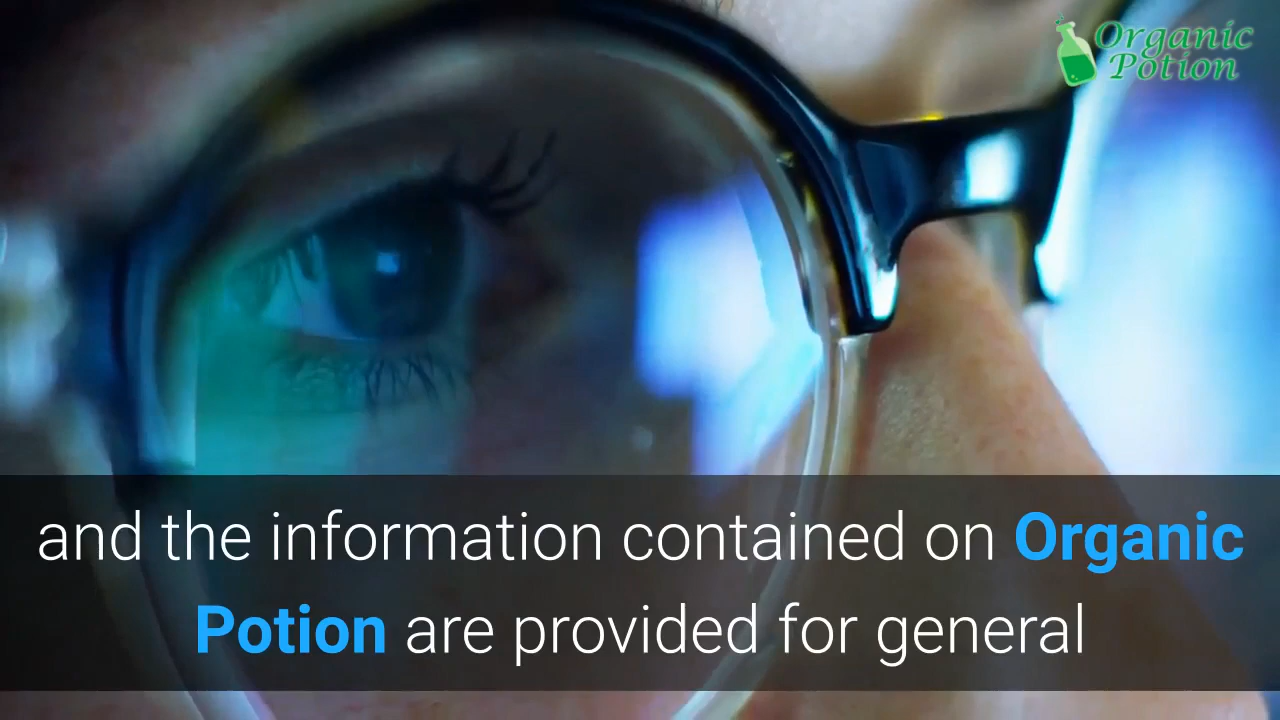 Organic
Potion
and the information contained on Organic
Potion are provided for general